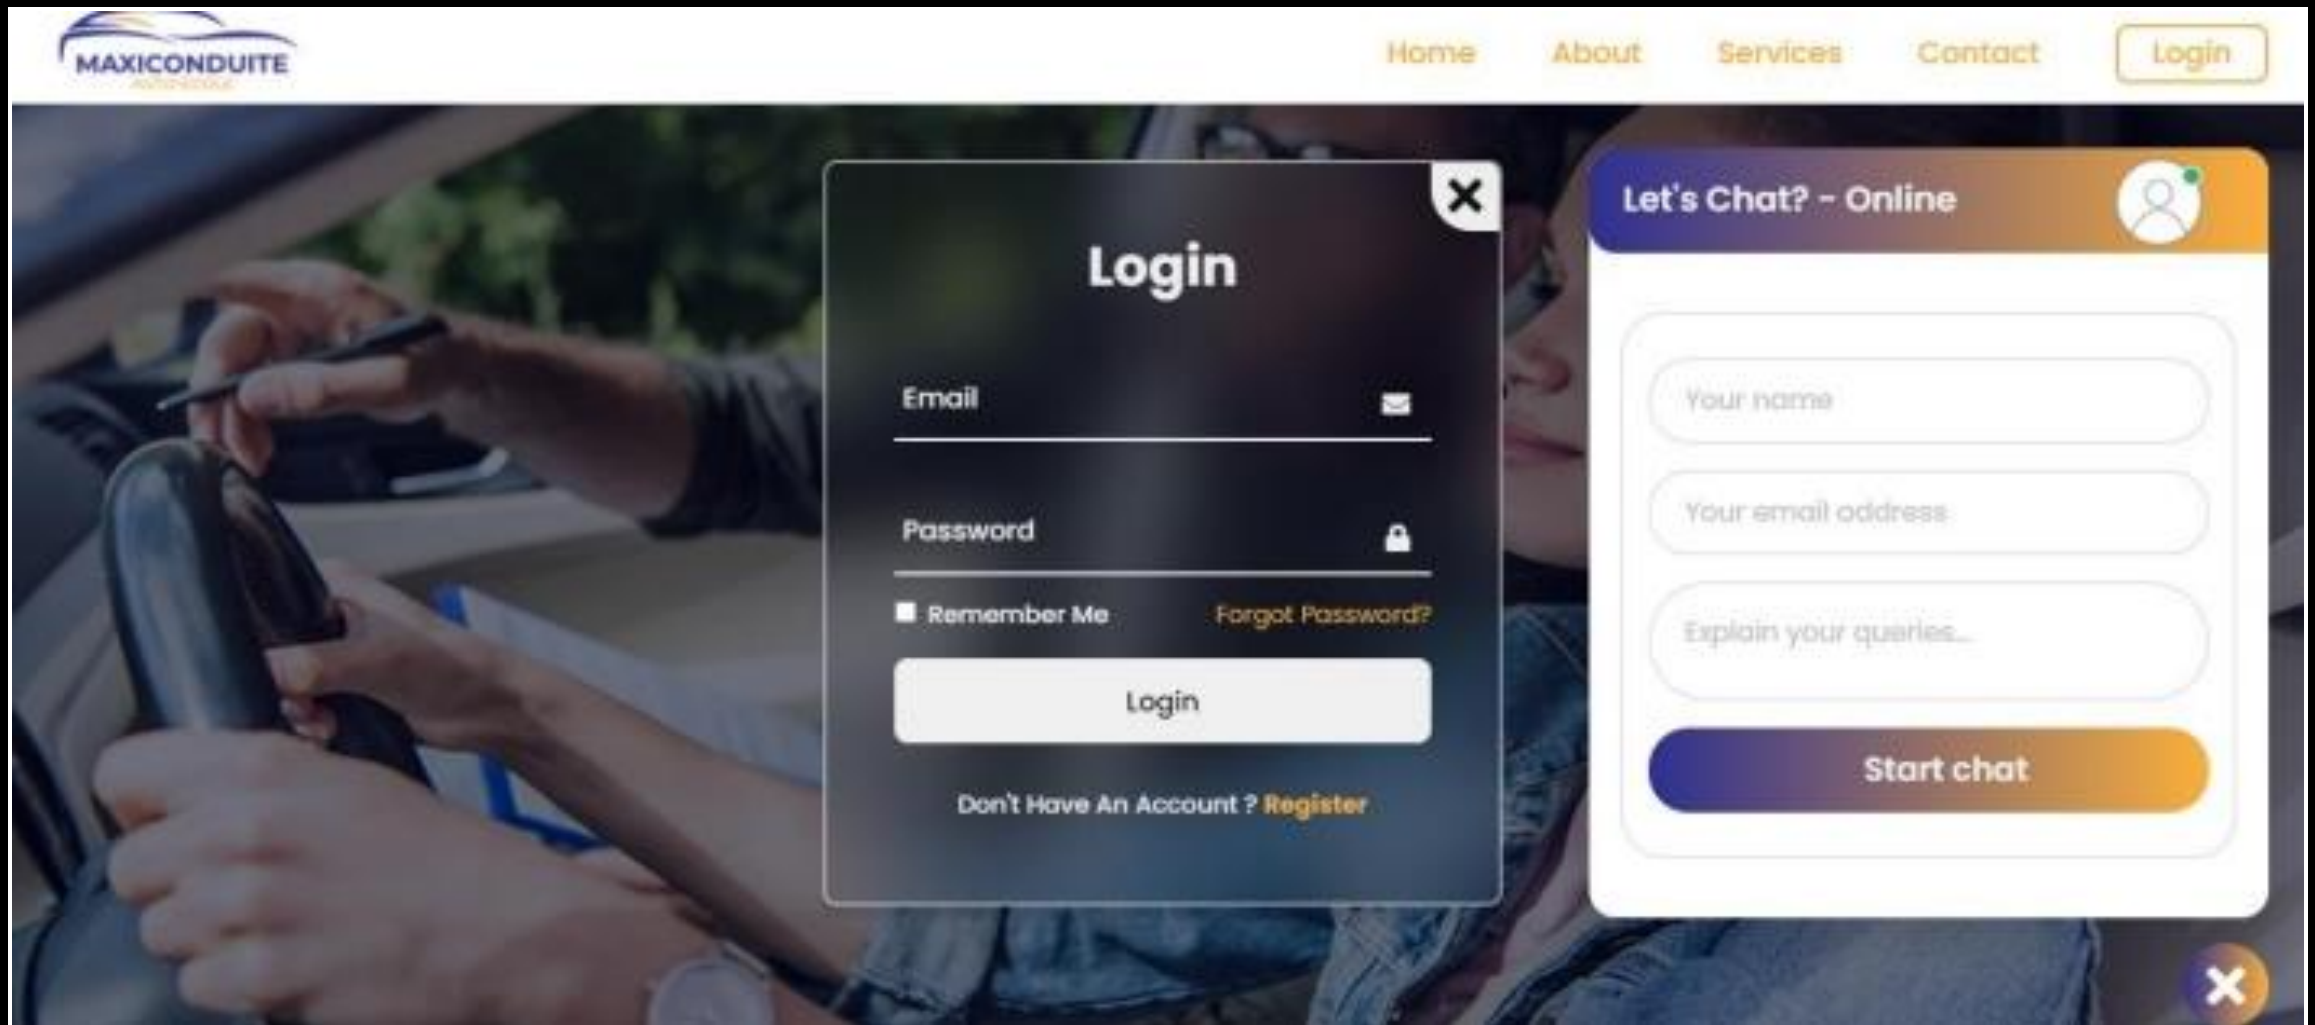 MAXICONDUITE
Home About Services Contact Login
Login
Email
Password
Remember Me Forgot Password?
Login
Don't Have An Account ? Register
Let's Chat? - Online
Your name
Your email address
Explain your queries...
Start chat